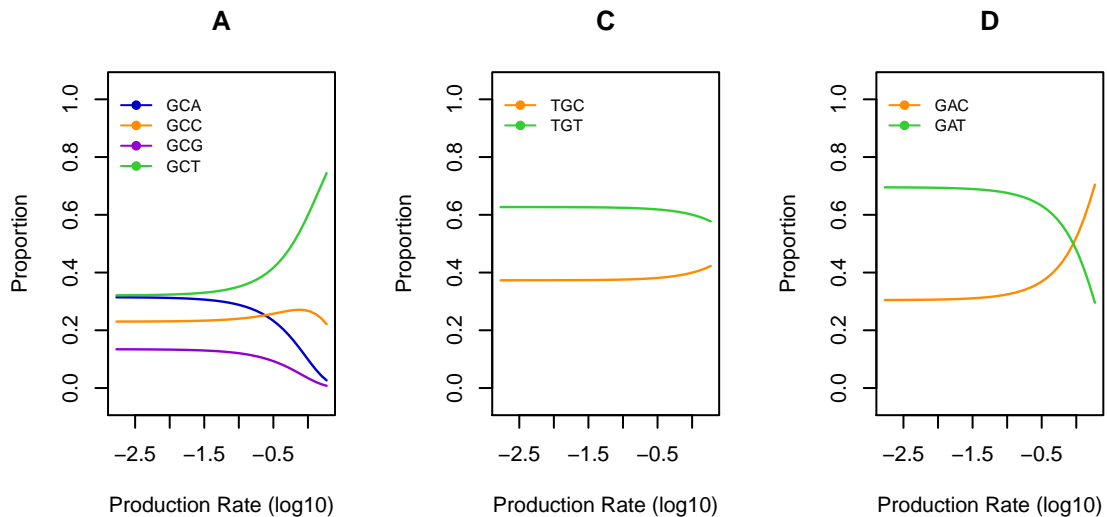 A
Proportion
1.0
0.8
0.6
0.4
0.2
0.0
GCA
GCC
GCG
GCT
−2.5 −1.5 −0.5
Production Rate (log10)
C
Proportion
1.0
0.8
0.6
0.4
0.2
0.0
TGC
TGT
−2.5 −1.5 −0.5
Production Rate (log10)
D
Proportion
1.0
0.8
0.6
0.4
0.2
0.0
GAC
GAT
−2.5 −1.5 −0.5
Production Rate (log10)